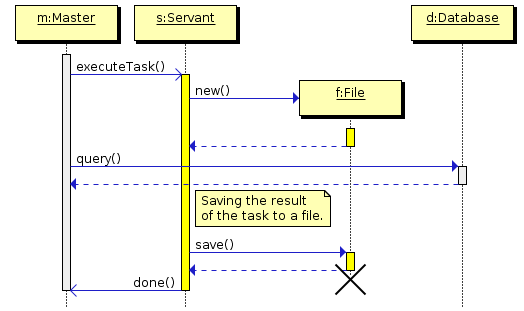 m:Master
s:Servant
d:Database
executeTask()
new()
f:File
query()
Saving the result
of the task to a file.
save()
done()